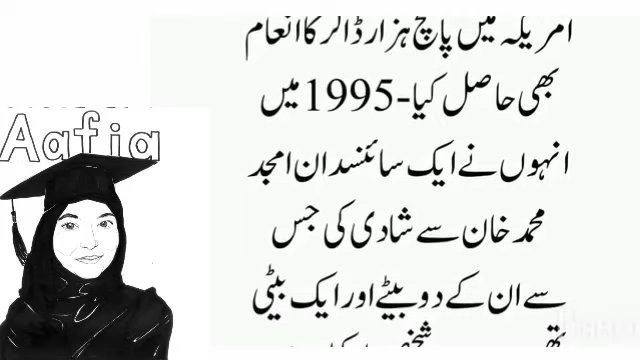 امریکہ میں پانچ ہزار ڈالر کا انعام
بھی حاصل کیا-1995 میں
انہوں نے ایک سائنسدان امجد
محمد خان سے شادی کی جس
سے ان کے دو بیٹے اور ایک بیٹی
Aafia